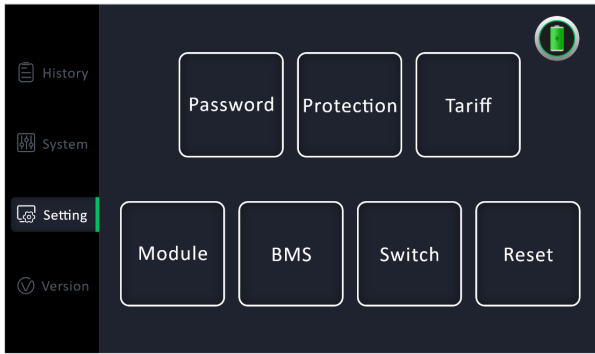 History
System
Setting
Version
Password
Protection
Tariff
Module
BMS
Switch
Reset